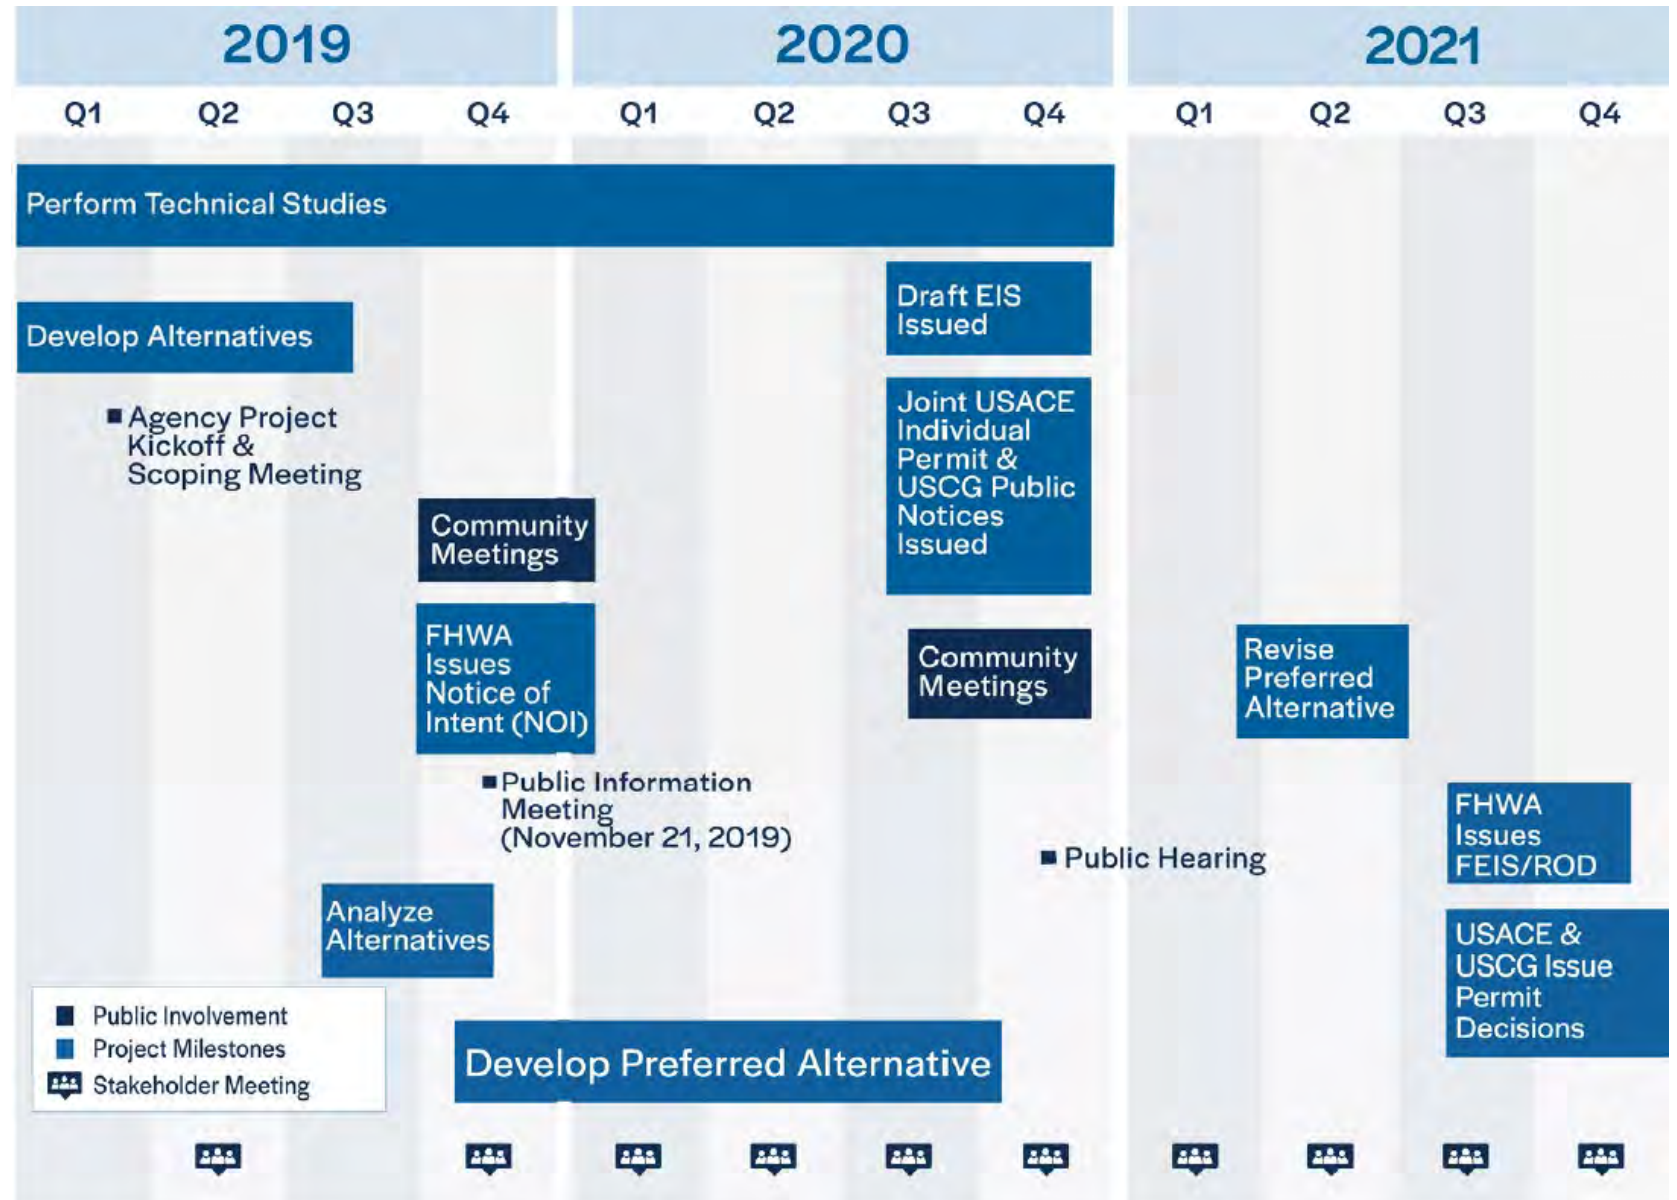 2019
2020
2021
Q1
Q2
Q3
Q4
Q1
Q2
Q3
Q4
Q1
Q2
Q3
Q4
Perform Technical Studies
Draft EIS
Issued
Develop Alternatives
Joint USACE
Individual
Permit &
USCG Public
Notices
Issued
Agency Project
Kickoff &
Scoping Meeting
Community
Meetings
FHWA
Issues
Notice of
Intent (NOI)
Community
Meetings
Revise
Preferred
Alternative
Public Information
Meeting
(November 21, 2019)
Public Hearing
FHWA
Issues
FEIS/ROD
Analyze
Alternatives
USACE &
USCG Issue
Permit
Decisions
Public Involvement
Project Milestones
Stakeholder Meeting
Develop Preferred Alternative